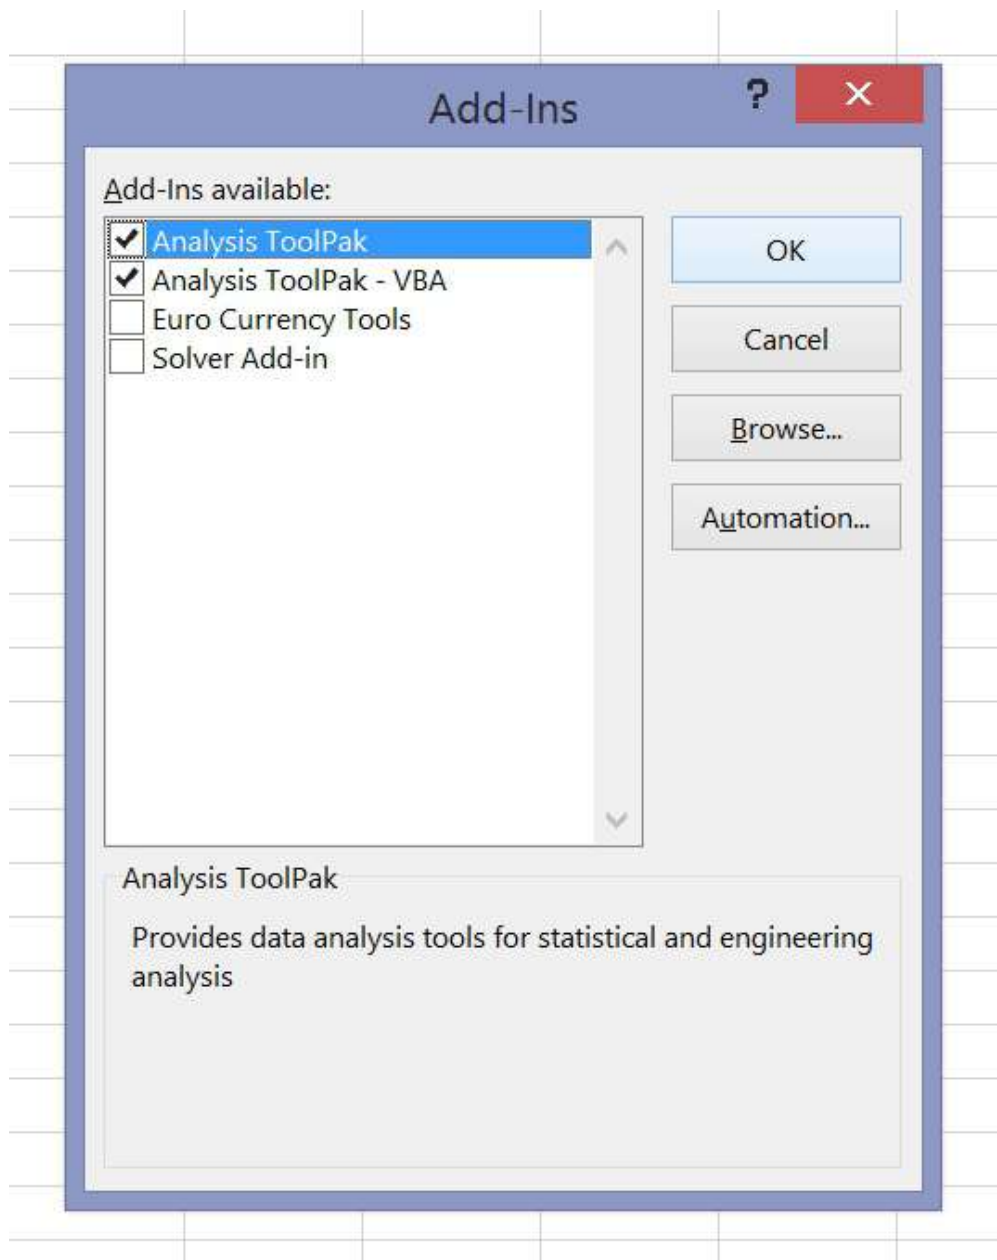 Add-Ins
?
Add-Ins available:
Analysis ToolPak
Analysis ToolPak - VBA
Euro Currency Tools
Solver Add-in
OK
Cancel
Browse...
Automation...
Analysis ToolPak
Provides data analysis tools for statistical and engineering
analysis